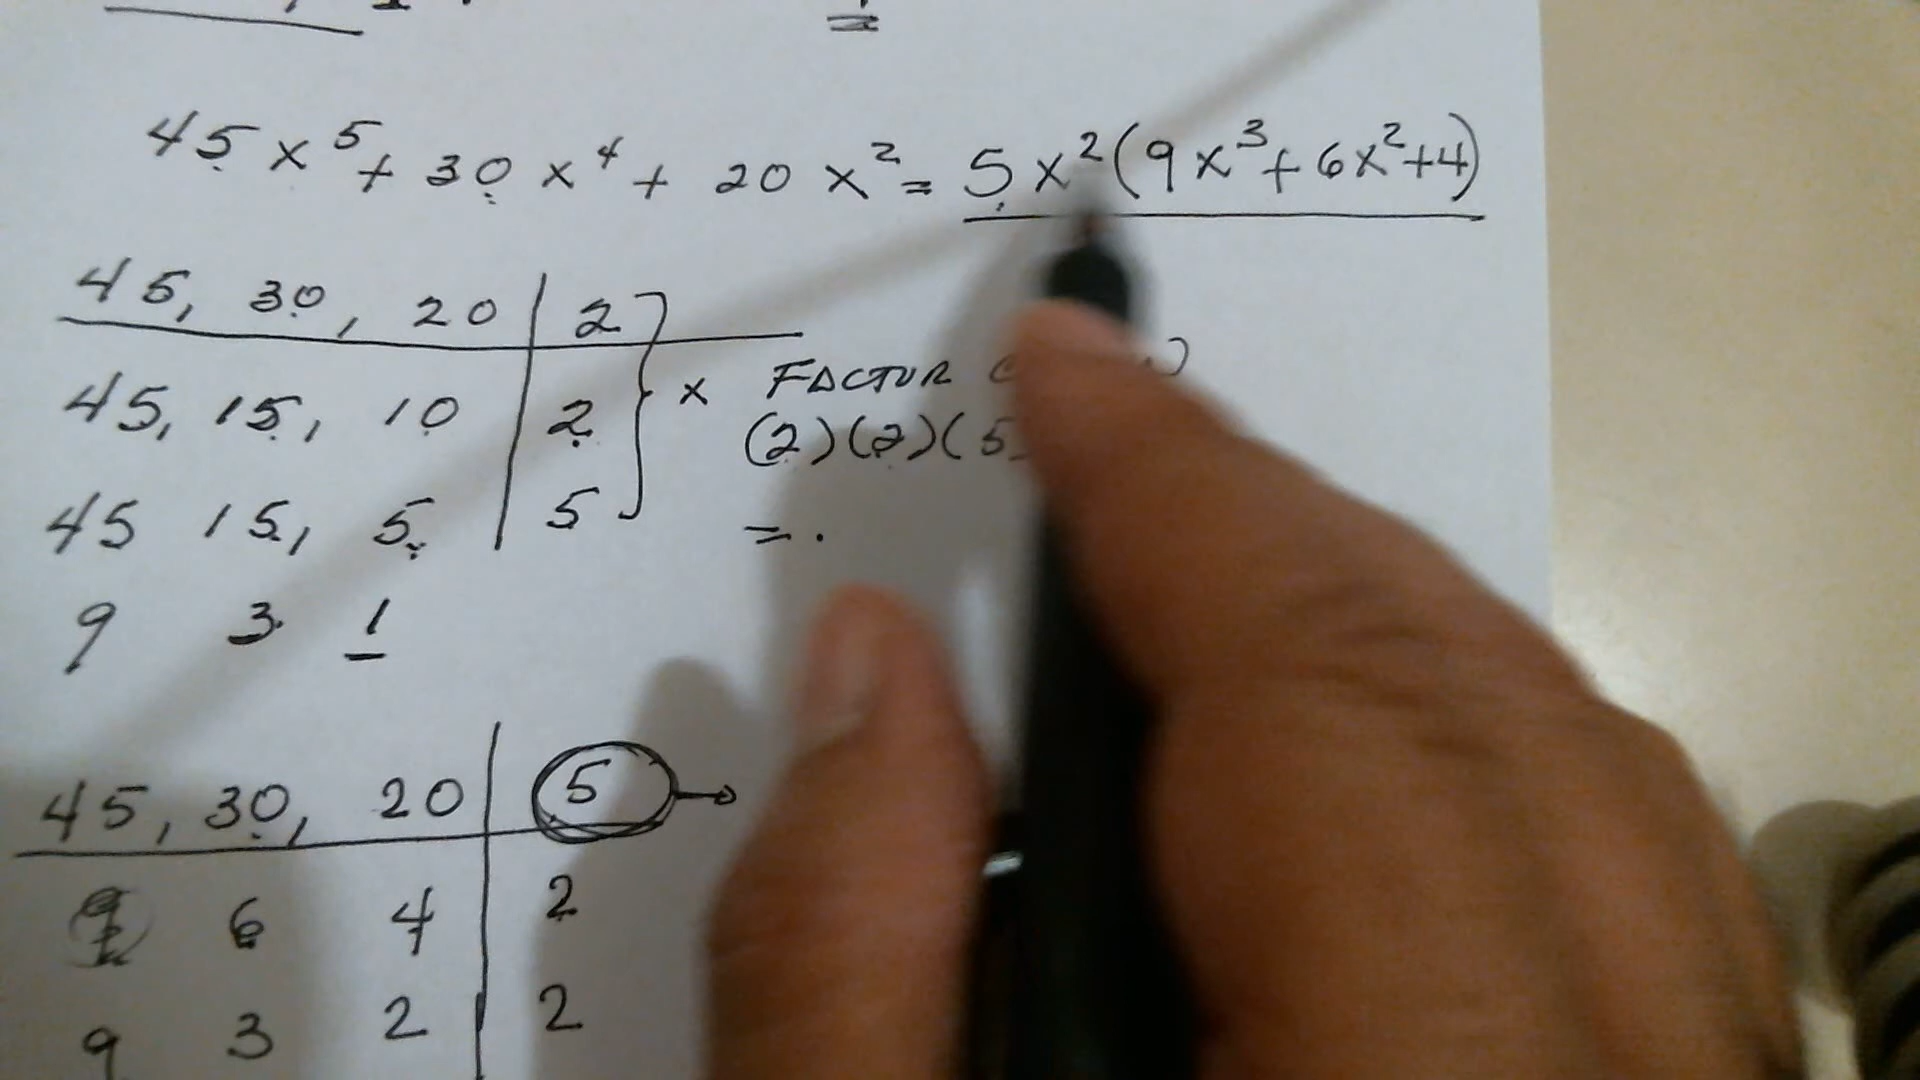 45x⁵ + 30x⁴ + 20x² = 5x²(9x³ + 6x² + 4)
45, 30, 20 | 2
45, 15, 10 | 2 } x FACTOR
45 15, 5 | 5 (2)(2)(5
9 3 1 = .
45, 30, 20 | 5 →
6 4 | 2
9 3 2 | 2